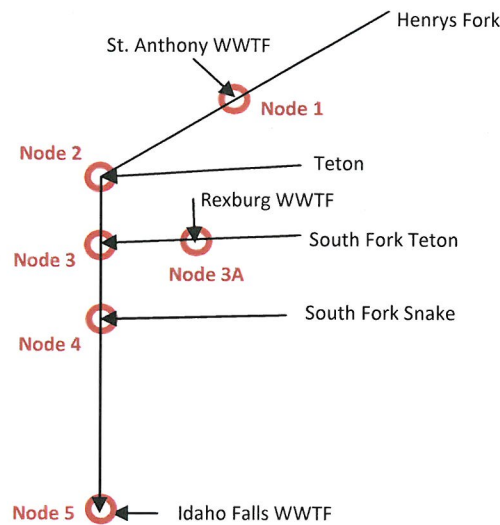 Henrys Fork
St. Anthony WWTF
Node 1
Node 2
Teton
Rexburg WWTF
South Fork Teton
Node 3
Node 3A
South Fork Snake
Node 4
Node 5
Idaho Falls WWTF